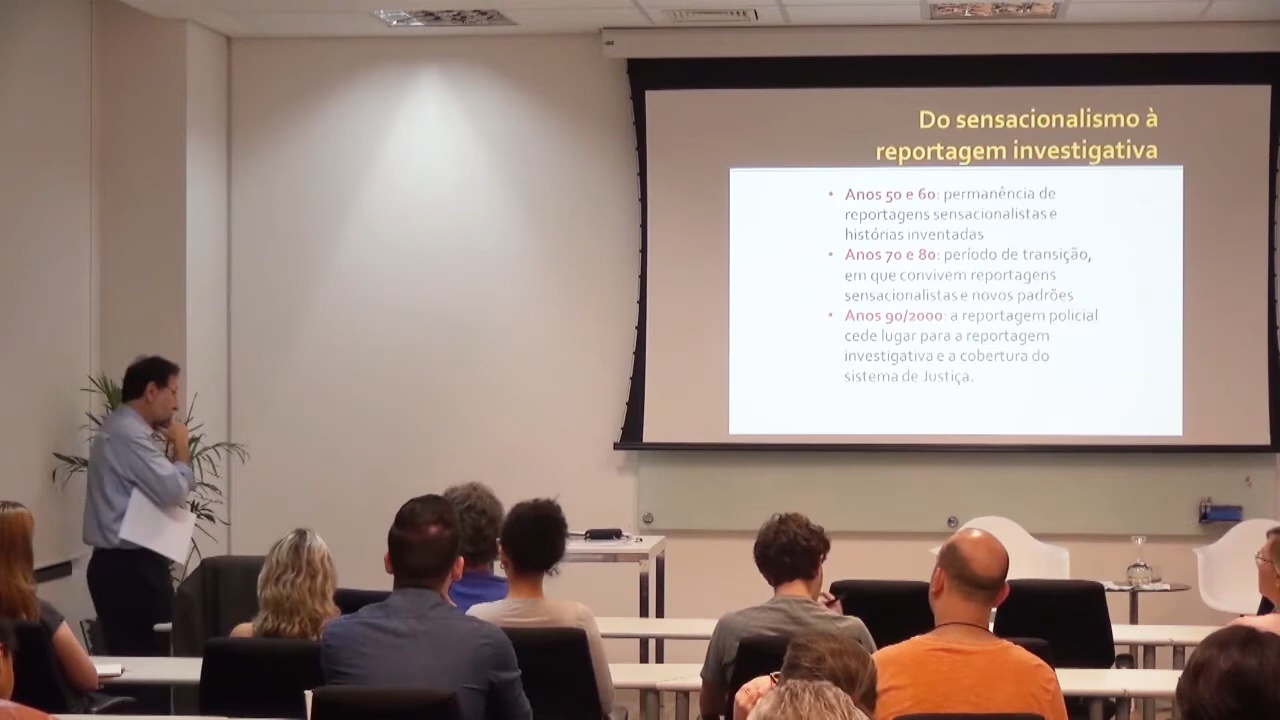 Do sensacionalismo à
reportagem investigativa
• Anos 50 e 60: permanência de
reportagens sensacionalistas e
histórias inventadas
• Anos 70 e 80: período de transição,
em que convivem reportagens
sensacionalistas e novos padrões
• Anos 90/2000: a reportagem policial
cede lugar para a reportagem
investigativa e a cobertura do
sistema de Justiça.